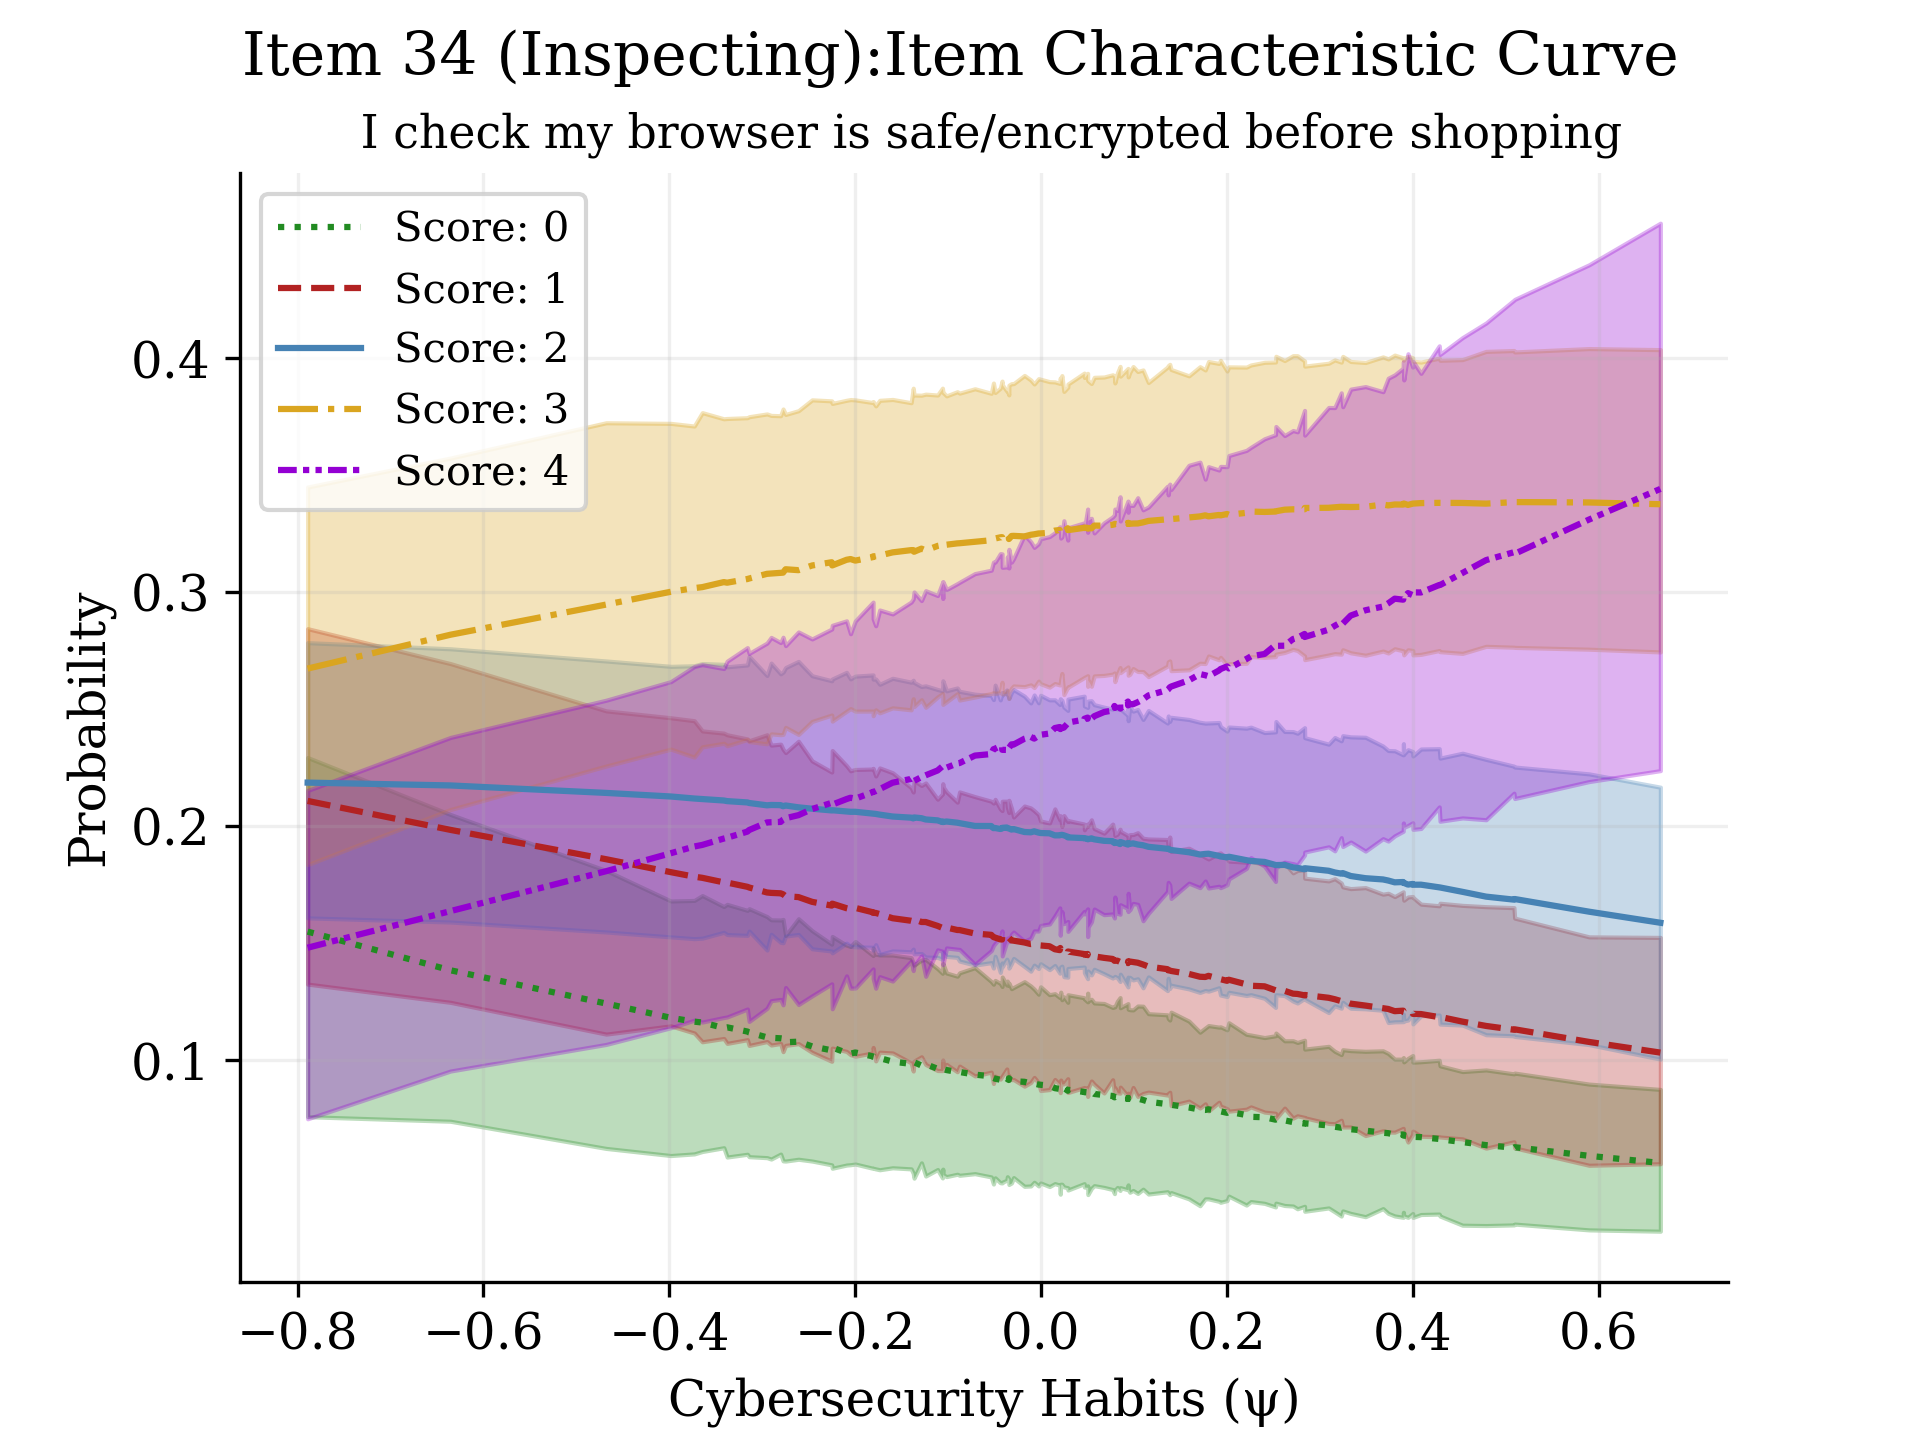 Item 34 (Inspecting):Item Characteristic Curve
I check my browser is safe/encrypted before shopping
Score: 0
Score: 1
Score: 2
Score: 3
Score: 4
Probability
0.4
0.3
0.2
0.1
−0.8 −0.6 −0.4 −0.2 0.0 0.2 0.4 0.6
Cybersecurity Habits (ψ)